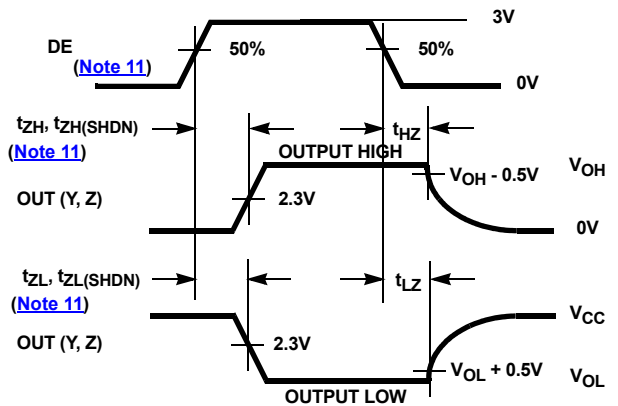 3V
DE
(Note 11)
50%
50%
0V
tZH, tZH(SHDN)
(Note 11)
tHZ
OUTPUT HIGH
VOH - 0.5V
VOH
OUT (Y, Z)
2.3V
0V
tZL, tZL(SHDN)
(Note 11)
tLZ
VCC
OUT (Y, Z)
2.3V
VOL + 0.5V
VOL
OUTPUT LOW